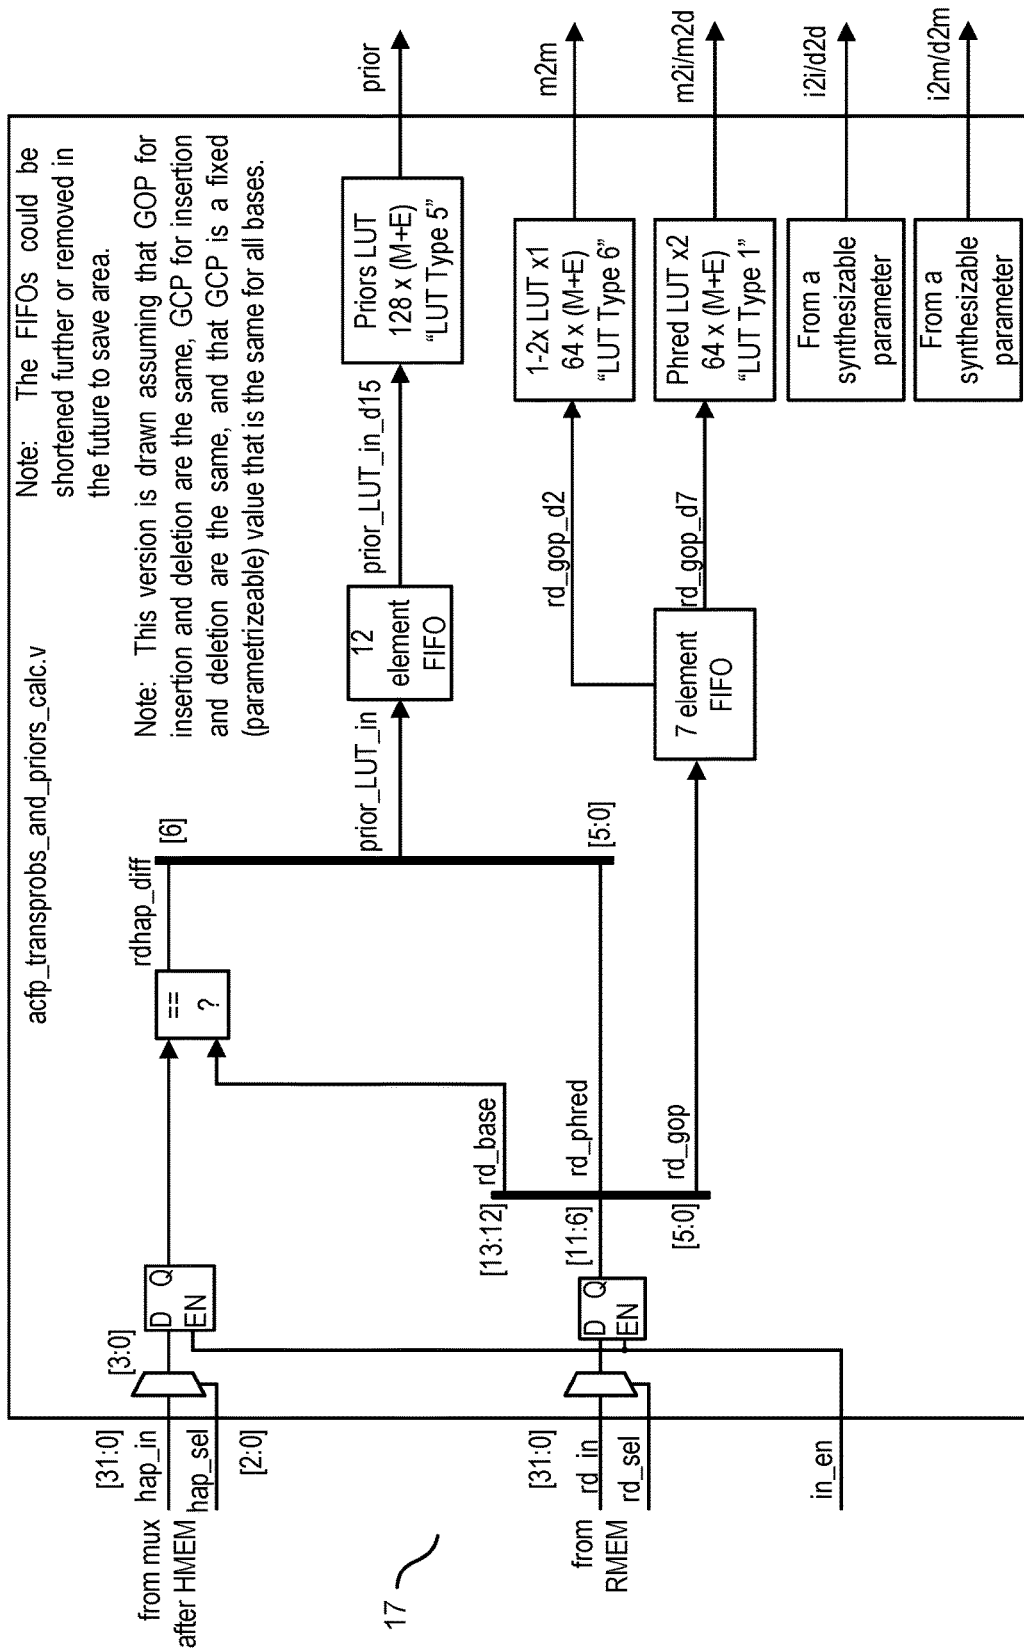 acfp_transprobs_and_priors_calc.v
Note: The FIFOs could be
shortened further or removed in
the future to save area.
Note: This version is drawn assuming that GOP for
insertion and deletion are the same, GCP for insertion
and deletion are the same, and that GCP is a fixed
(parametrizeable) value that is the same for all bases.
[31:0]
from mux
hap_in
after HMEM
hap_sel
[2:0]
[3:0]
D Q
EN
==
?
rdhap_diff
[6]
prior_LUT_in
12
element
FIFO
prior_LUT_in_d15
Priors LUT
128 x (M+E)
“LUT Type 5”
prior
[31:0]
from
rd_in
RMEM
rd_sel
D Q
EN
[13:12]
rd_base
[11:6]
rd_phred
[5:0]
rd_gop
[5:0]
7 element
FIFO
rd_gop_d2
rd_gop_d7
1-2x LUT x1
64 x (M+E)
“LUT Type 6”
m2m
Phred LUT x2
64 x (M+E)
“LUT Type 1”
m2i/m2d
From a
synthesizable
parameter
i2i/d2d
From a
synthesizable
parameter
i2m/d2m
in_en
17